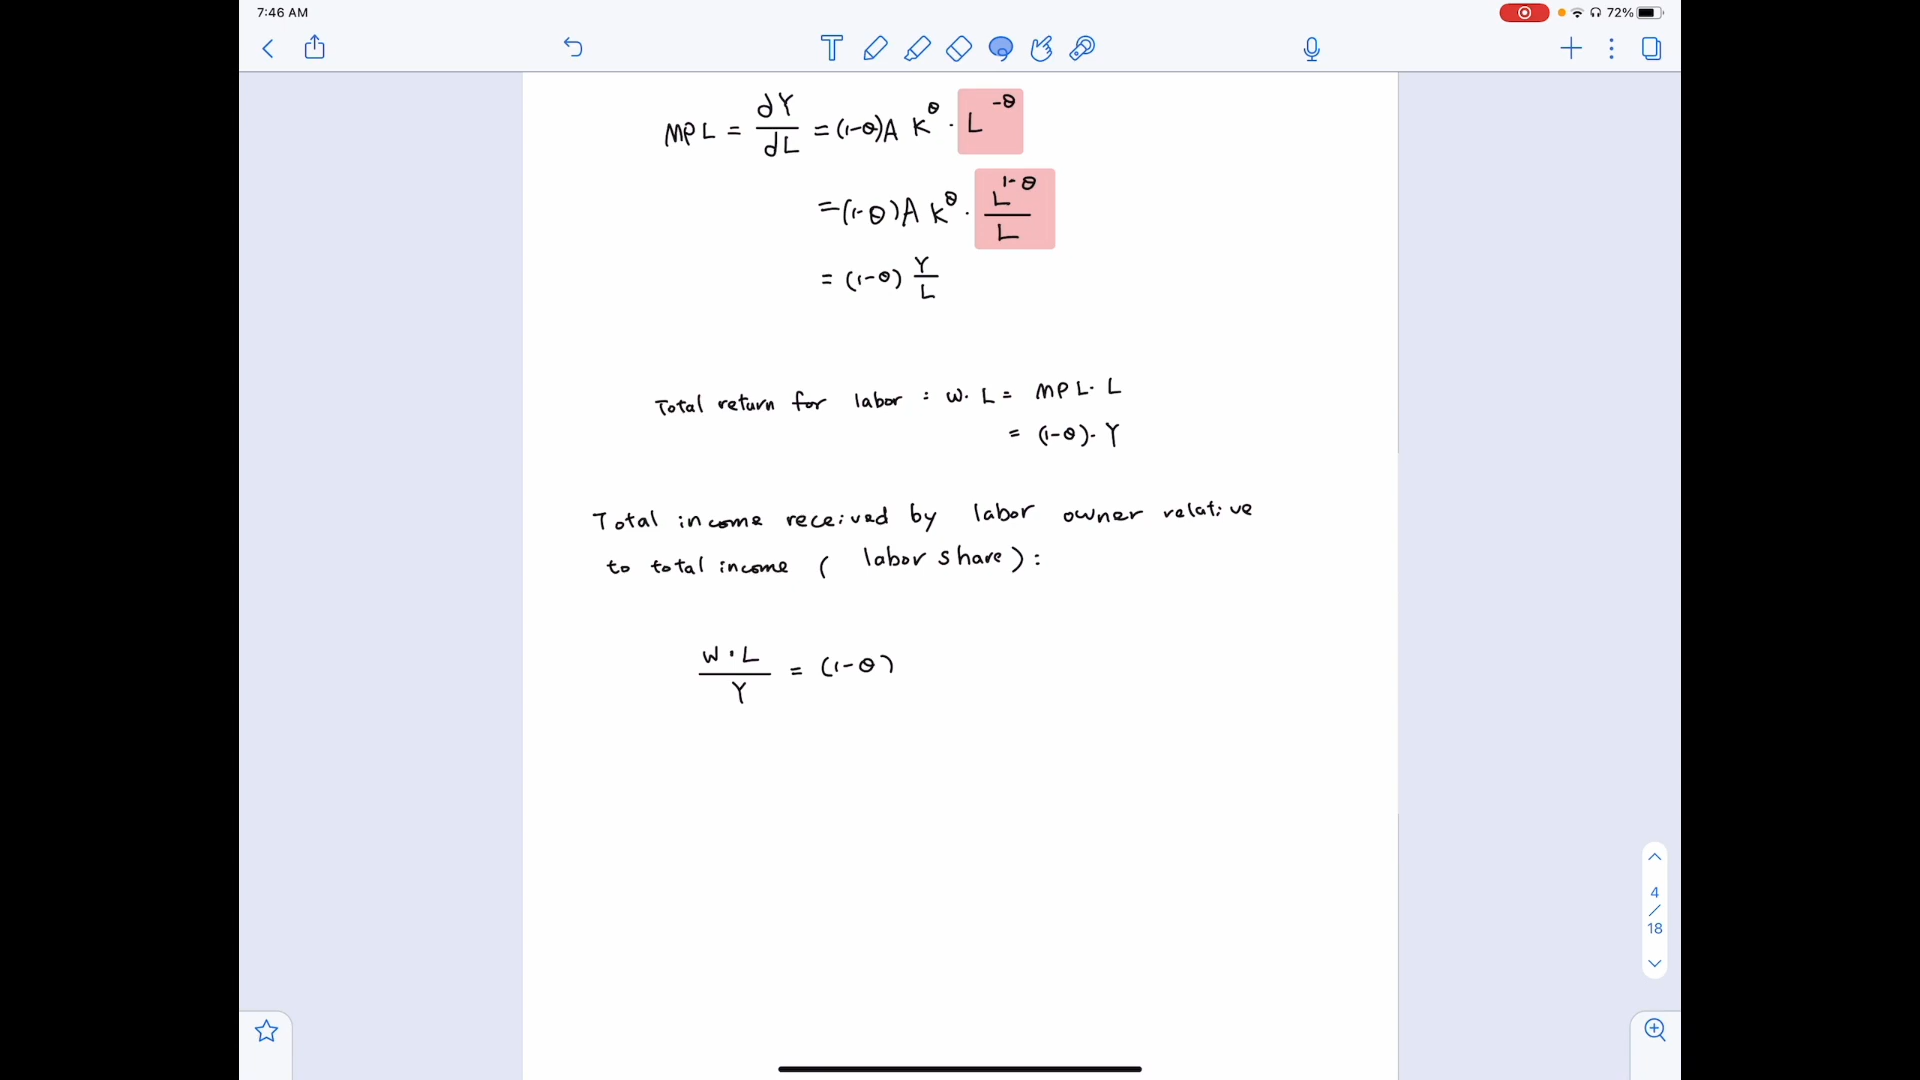 7:46 AM
72%
MPL = ∂Y/∂L = (1-θ)A K^θ · L^-θ
= (1-θ)A K^θ · L^1-θ/L
= (1-θ) Y/L
Total return for labor : w. L = MPL. L
= (1-θ). Y
Total income received by labor owner relative
to total income ( labor share ) :
W · L/Y = (1-θ)
4
/
18